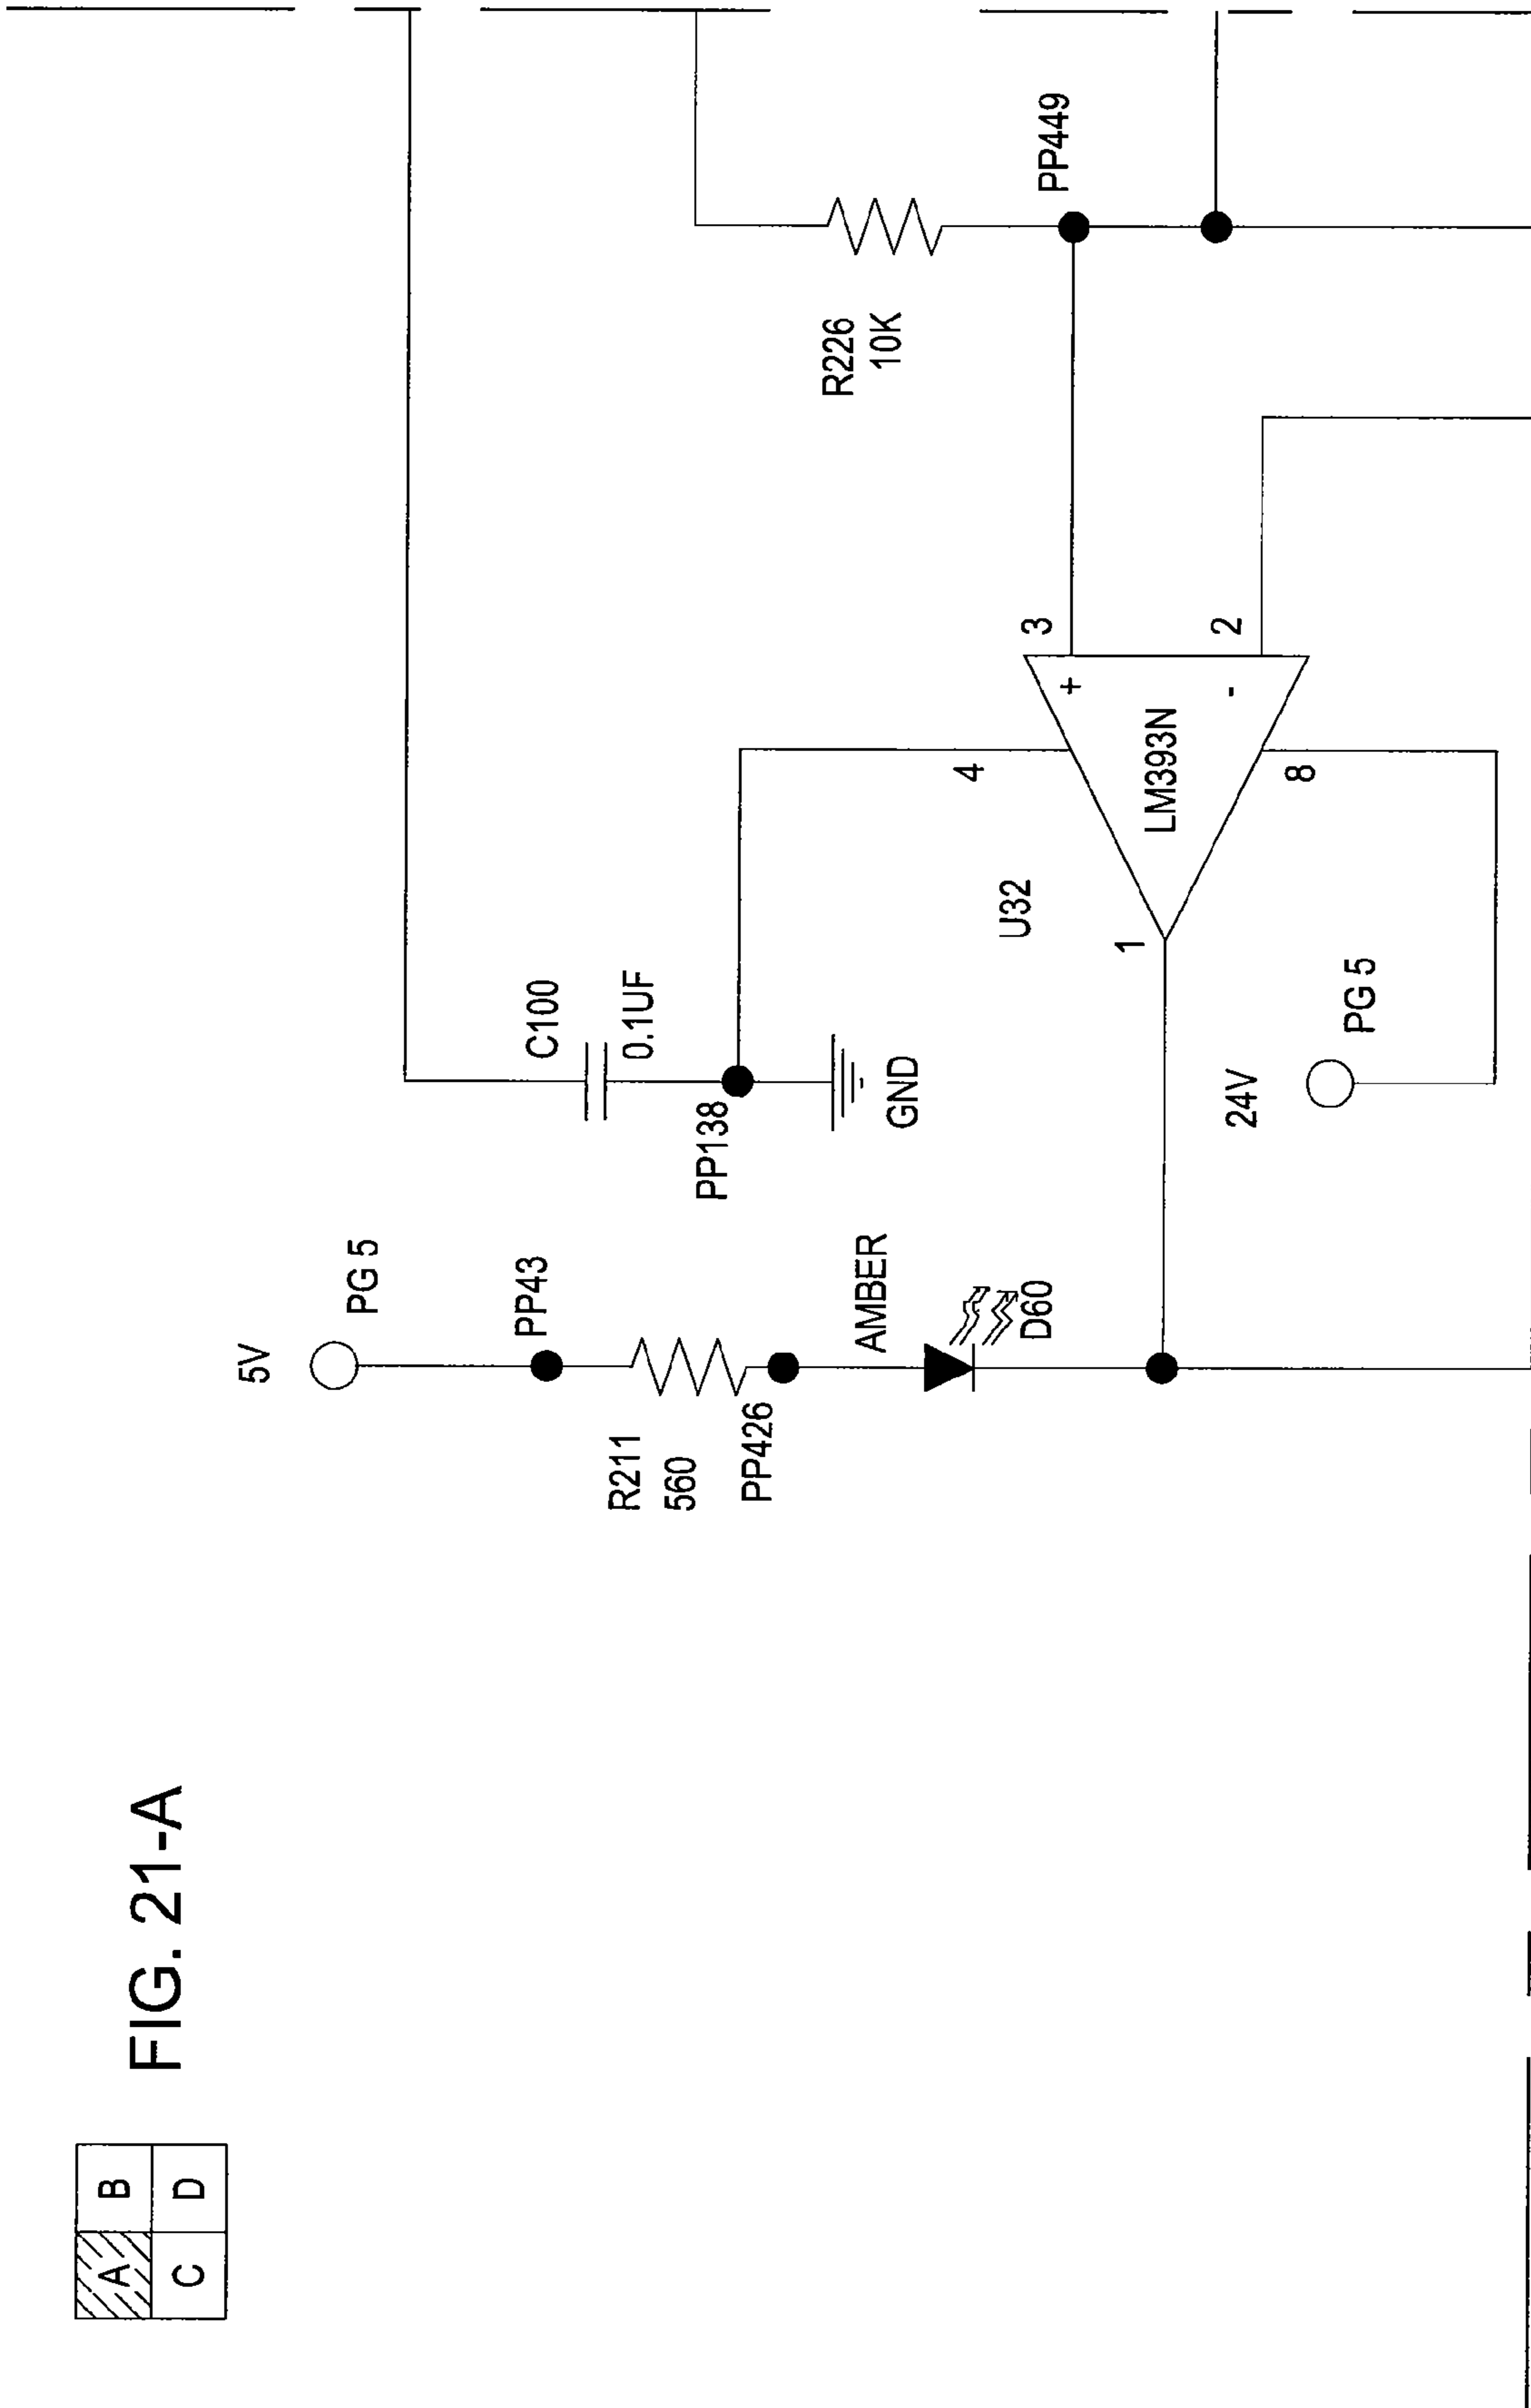 FIG. 21-A
A B
C D
5V
PG 5
PP43
R211
560
PP426
AMBER
D60
C100
0.1UF
PP138
GND
U32
4
3
+
LM393N
-
2
1
8
24V
PG 5
R226
10K
PP449